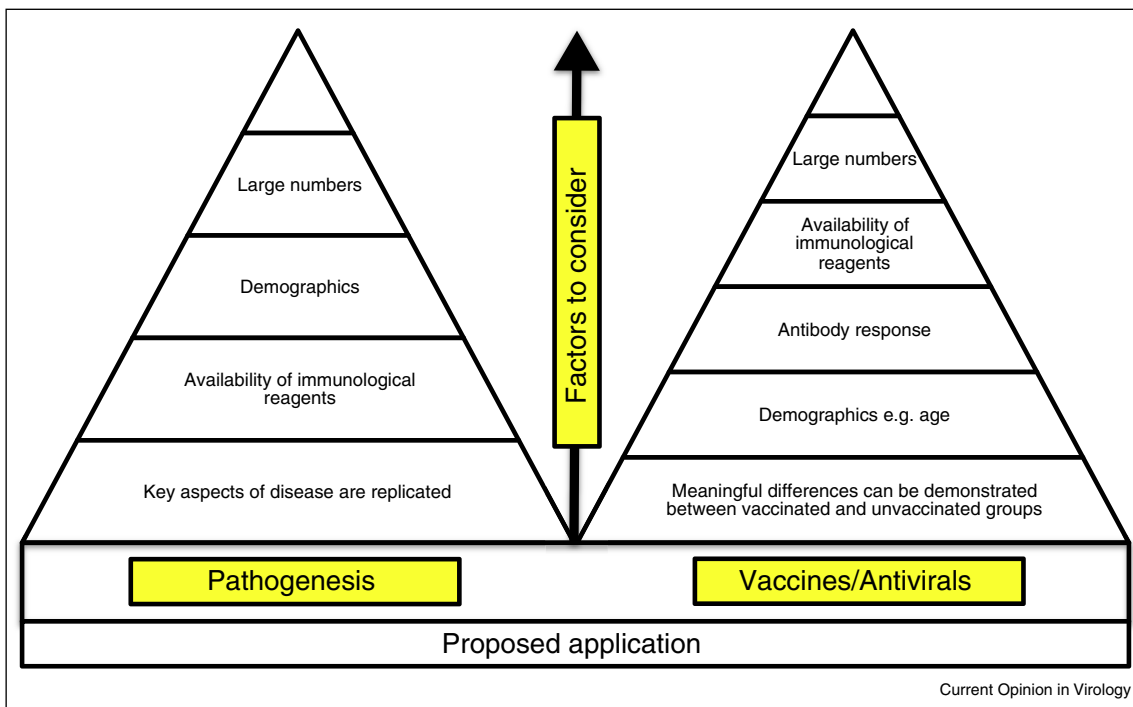 Large numbers
Demographics
Availability of immunological
reagents
Key aspects of disease are replicated
Factors to consider
Large numbers
Availability of
immunological
reagents
Antibody response
Demographics e.g. age
Meaningful differences can be demonstrated
between vaccinated and unvaccinated groups
Pathogenesis
Vaccines/Antivirals
Proposed application
Current Opinion in Virology